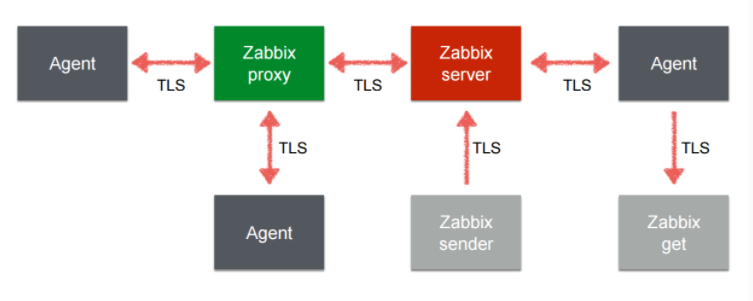 Agent
TLS
Zabbix
proxy
TLS
Zabbix
server
TLS
Agent
TLS
TLS
TLS
Agent
Zabbix
sender
Zabbix
get